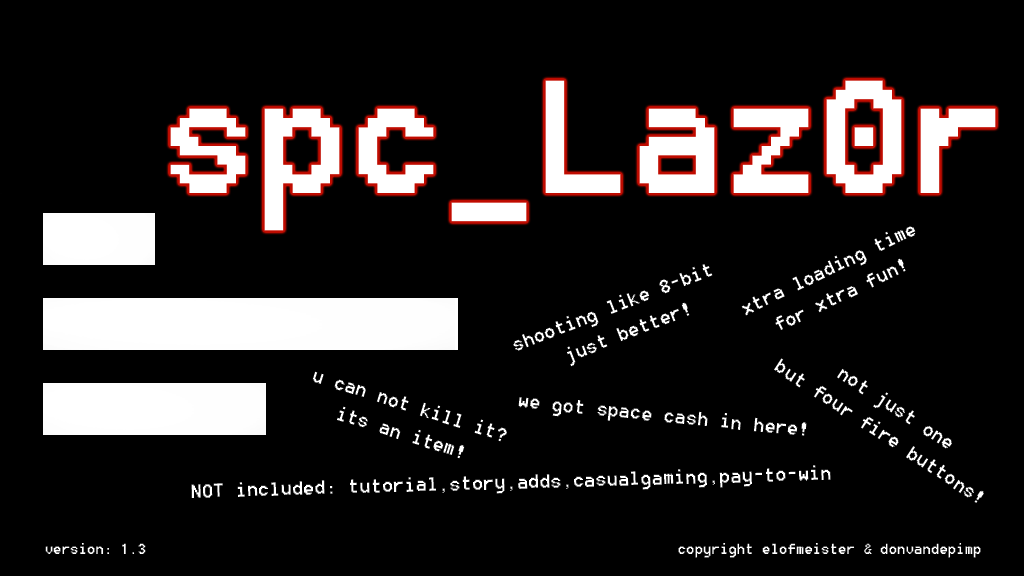 spc_Laz0r
shooting like 8-bit
just better!
xtra loading time
for xtra fun!
u can not kill it?
its an item!
we got space cash in here!
not just one
but four fire buttons!
NOT included: tutorial,story,adds,casualgaming,pay-to-win
version: 1.3
copyright elofmeister & donvandepimp